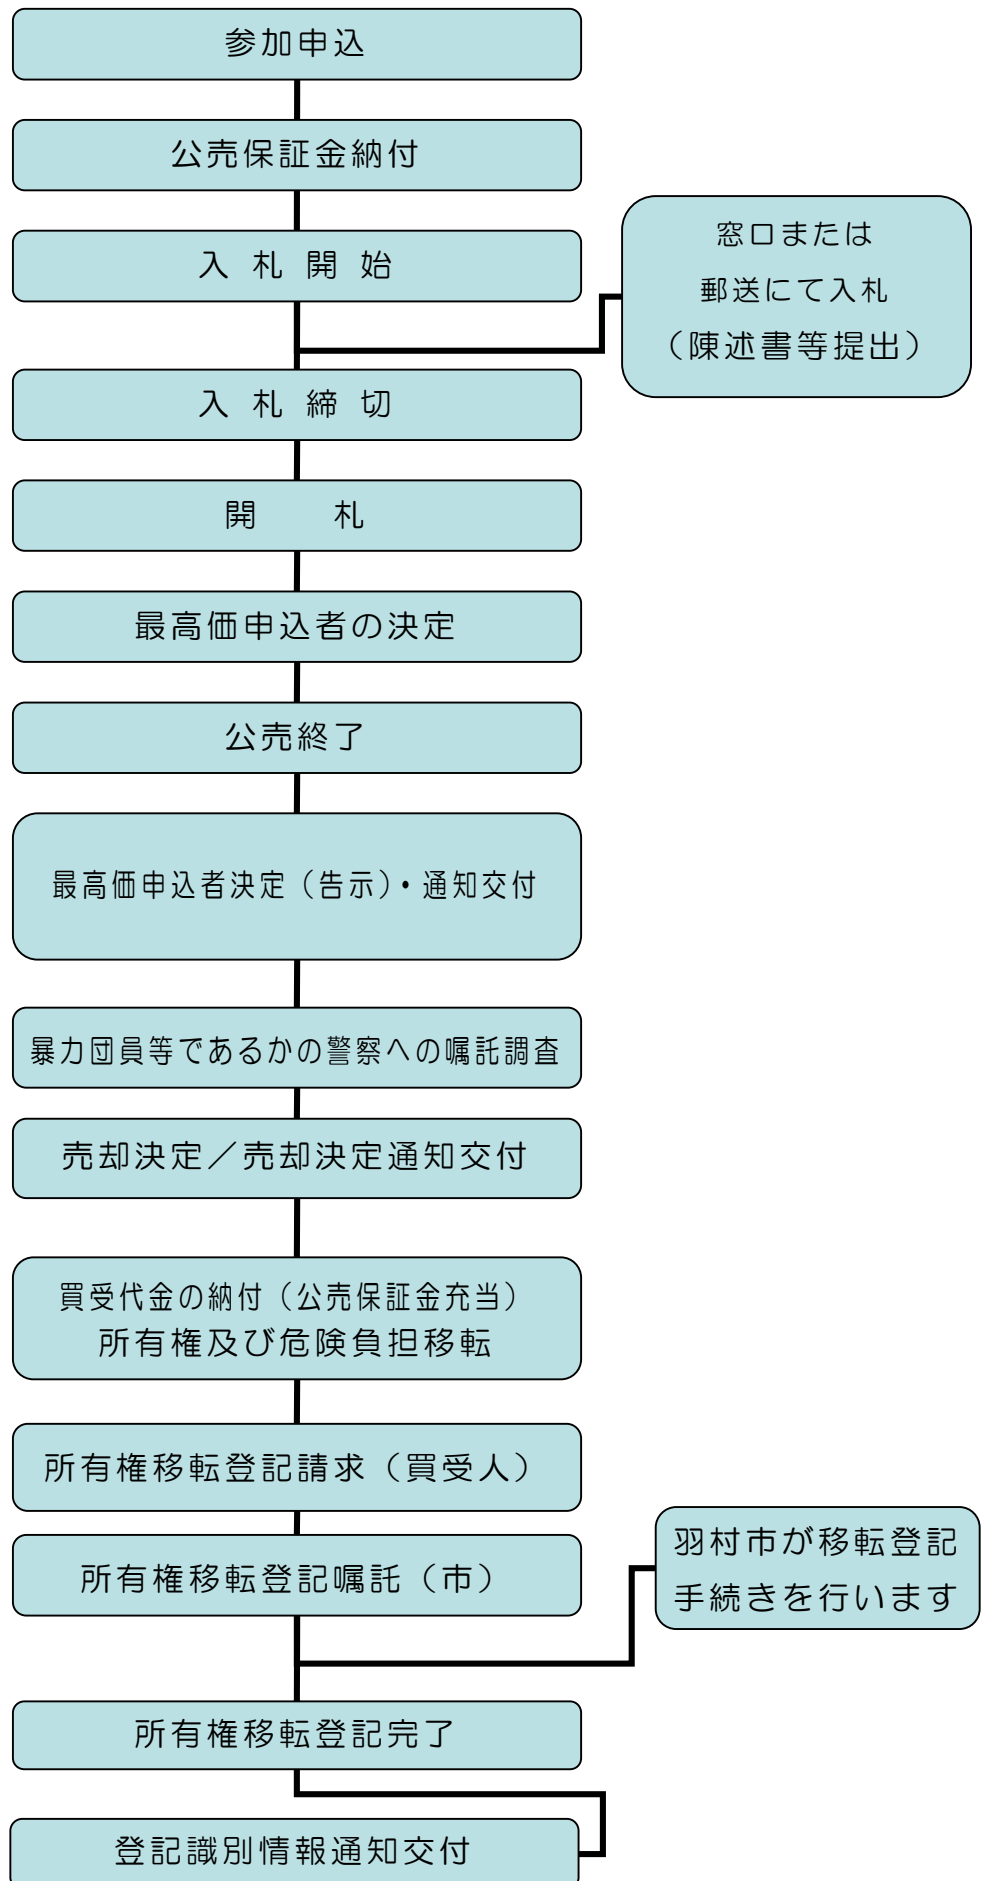 参加申込
公売保証金納付
入 札 開 始
窓口または
郵送にて入札
（陳述書等提出）
入 札 締 切
開　　札
最高価申込者の決定
公売終了
最高価申込者決定（告示）・通知交付
暴力団員等であるかの警察への嘱託調査
売却決定／売却決定通知交付
買受代金の納付（公売保証金充当）
所有権及び危険負担移転
所有権移転登記請求（買受人）
所有権移転登記嘱託（市）
羽村市が移転登記
手続きを行います
所有権移転登記完了
登記識別情報通知交付